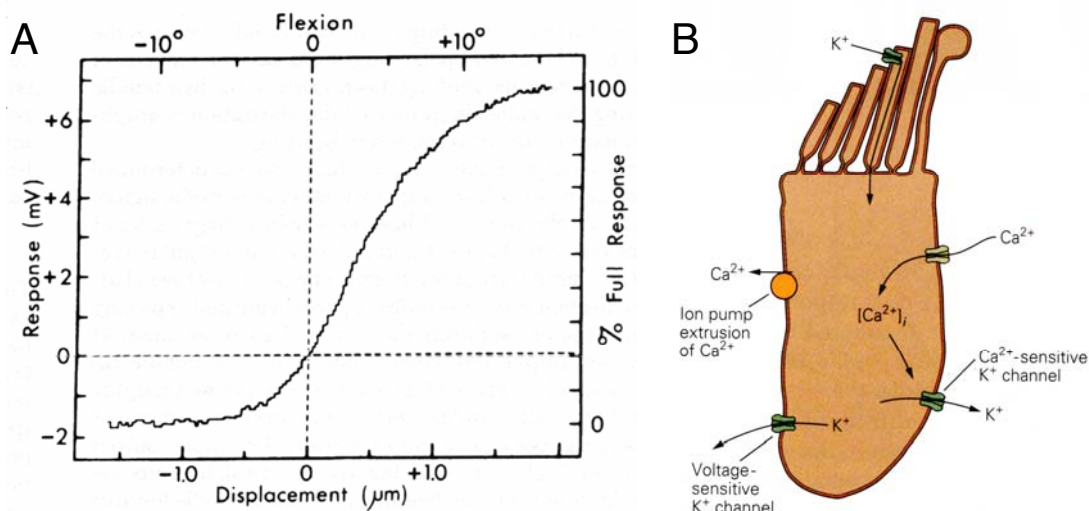 A
Flexion
−10° 0 +10°
+6
+4
+2
0
−2
Response (mV)
100
0
% Full Response
−1.0 0 +1.0
Displacement (µm)
B
K⁺
Ca²⁺
Ca²⁺
Ion pump
extrusion
of Ca²⁺
[Ca²⁺]ᵢ
Ca²⁺-sensitive
K⁺ channel
K⁺
K⁺
Voltage-
sensitive
K⁺ channel